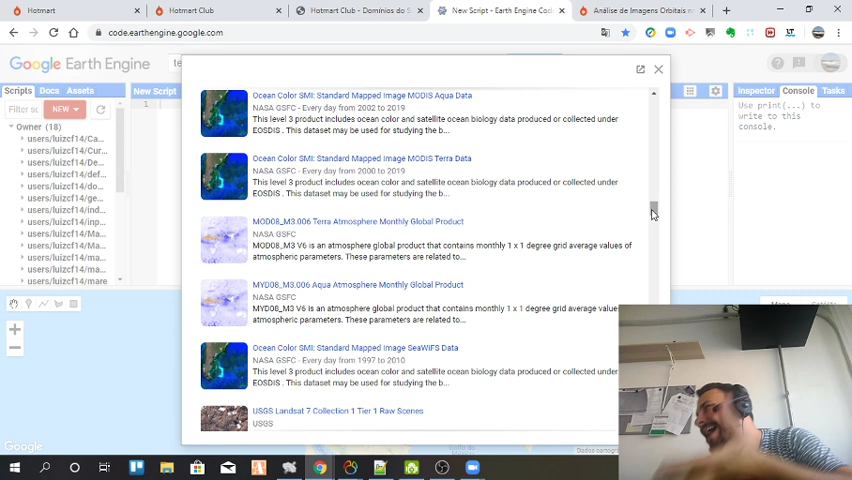 Hotmart
Hotmart Club
Hotmart Club - Domínios do S
New Script - Earth Engine Cod
Análise de Imagens Orbitais n
code.earthengine.google.com
Google Earth Engine
te
Scripts
Docs
Assets
New Script
Inspector
Console
Tasks
Filter s
NEW
1
Use print(...) to
write to this
console.
Owner (18)
users/luizcf14/Ca...
users/luizcf14/Cur...
users/luizcf14/De...
users/luizcf14/def...
users/luizcf14/do...
users/luizcf14/ge...
users/luizcf14/ind...
users/luizcf14/inp...
users/luizcf14/Ma...
users/luizcf14/ma...
users/luizcf14/ma...
users/luizcf14/mare
Ocean Color SMI: Standard Mapped Image MODIS Aqua Data
NASA GSFC - Every day from 2002 to 2019
This level 3 product includes ocean color and satellite ocean biology data produced or collected under
EOSDIS . This dataset may be used for studying the b...
Ocean Color SMI: Standard Mapped Image MODIS Terra Data
NASA GSFC - Every day from 2000 to 2019
This level 3 product includes ocean color and satellite ocean biology data produced or collected under
EOSDIS . This dataset may be used for studying the b...
MOD08_M3.006 Terra Atmosphere Monthly Global Product
NASA GSFC
MOD08_M3 V6 is an atmosphere global product that contains monthly 1 x 1 degree grid average values of
atmospheric parameters. These parameters are related to...
MYD08_M3.006 Aqua Atmosphere Monthly Global Product
NASA GSFC
MYD08_M3 V6 is an atmosphere global product that contains monthly 1 x 1 degree grid average values
atmospheric parameters. These parameters are related to...
Ocean Color SMI: Standard Mapped Image SeaWiFS Data
NASA GSFC - Every day from 1997 to 2010
This level 3 product includes ocean color and satellite ocean biology data produced or collected under
EOSDIS . This dataset may be used for studying the b...
USGS Landsat 7 Collection 1 Tier 1 Raw Scenes
USGS
Google